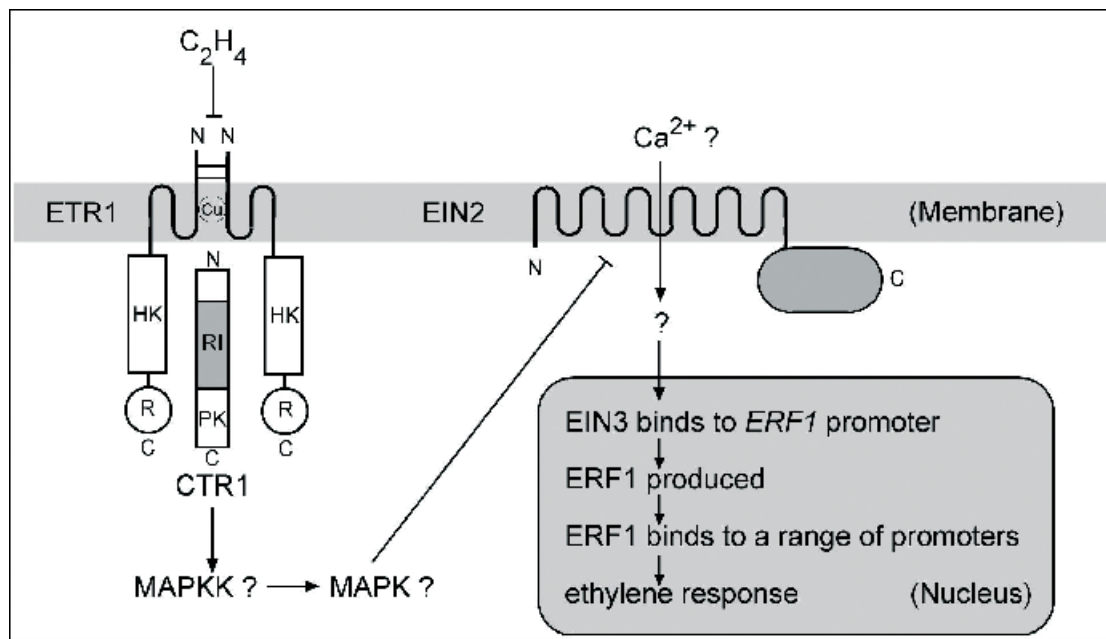 C2H4
N N
Ca2+ ?
ETR1
Cu
EIN2
(Membrane)
N
N
C
HK
RI
HK
?
R
PK
R
C
C
C
CTR1
MAPKK ?
MAPK ?
EIN3 binds to ERF1 promoter
ERF1 produced
ERF1 binds to a range of promoters
ethylene response
(Nucleus)